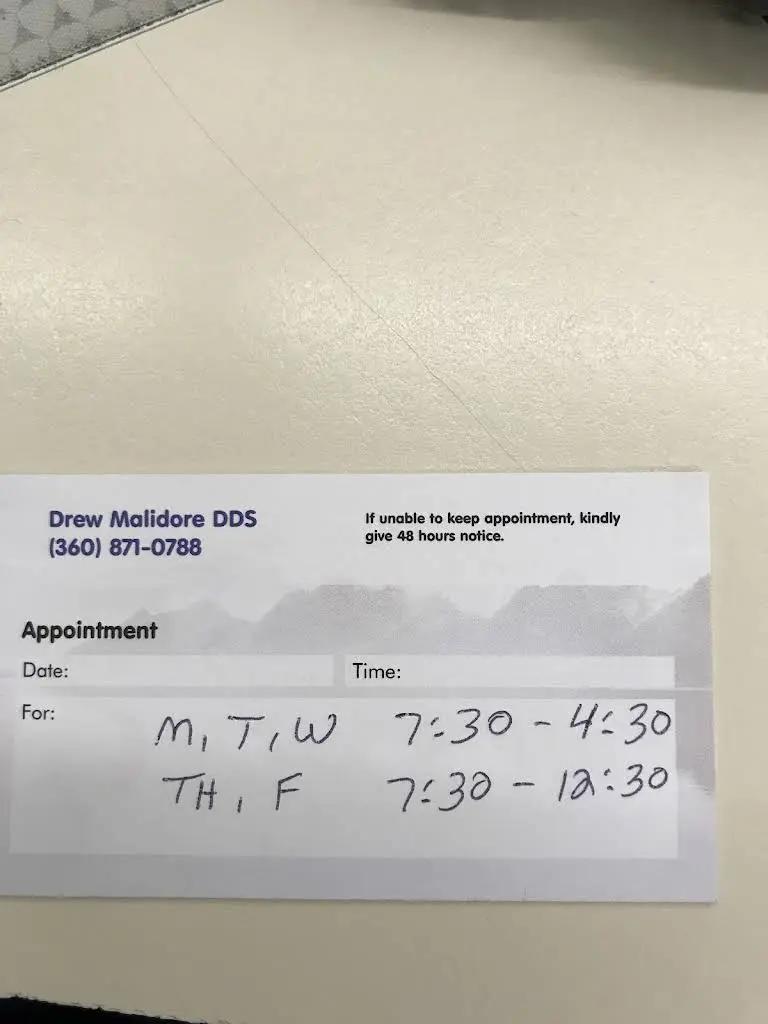 Drew Malidore DDS
(360) 871-0788
If unable to keep appointment, kindly
give 48 hours notice.
Appointment
Date:
Time:
For:
M, T, W 7:30 - 4:30
TH, F 7:30 - 12:30